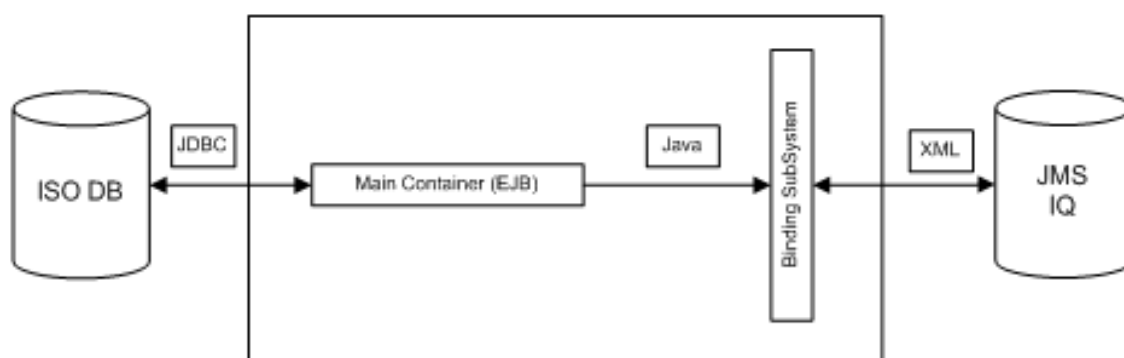 ISO DB
JDBC
Main Container (EJB)
Java
Binding SubSystem
XML
JMS
IQ